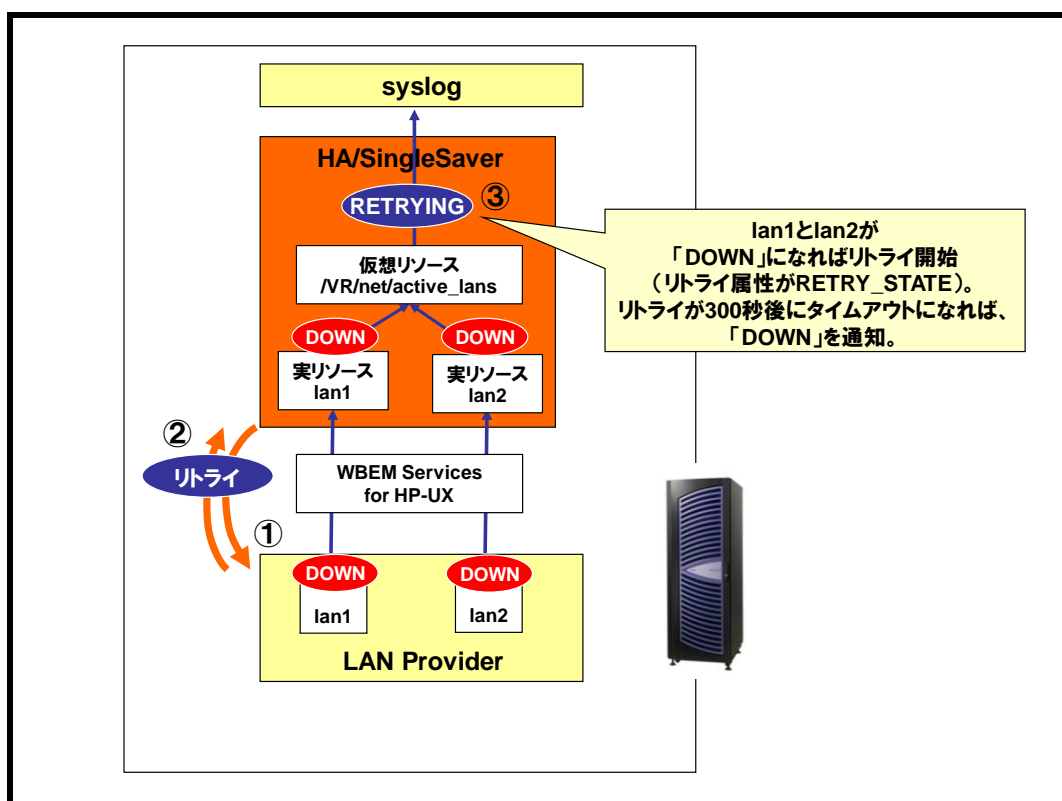 syslog
HA/SingleSaver
RETRYING
③
仮想リソース
/VR/net/active_lans
DOWN
DOWN
実リソース
lan1
実リソース
lan2
lan1とlan2が
「DOWN」になればリトライ開始
（リトライ属性がRETRY_STATE）。
リトライが300秒後にタイムアウトになれば、
「DOWN」を通知。
②
リトライ
①
WBEM Services
for HP-UX
DOWN
DOWN
lan1
lan2
LAN Provider